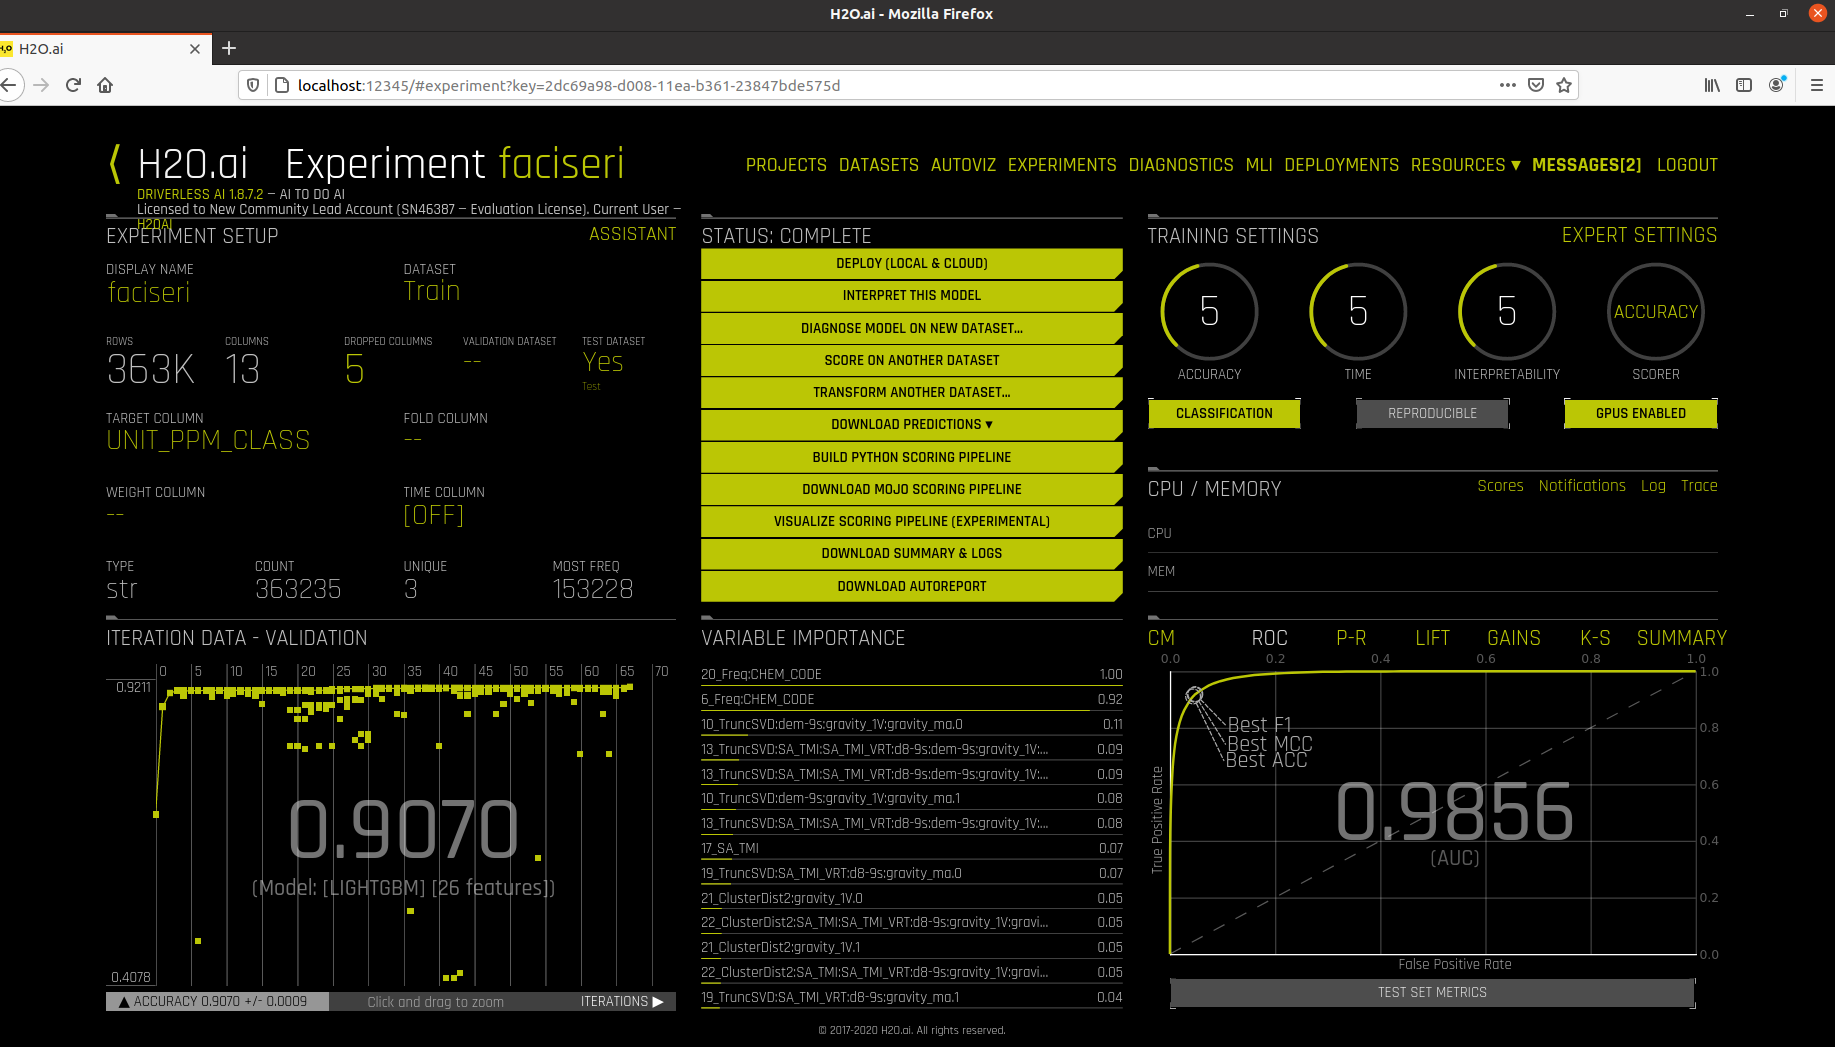 H2O.ai - Mozilla Firefox
H2O.ai
localhost:12345/#experiment?key=2dc69a98-d008-11ea-b361-23847bde575d
H2O.ai Experiment faciseri
PROJECTS DATASETS AUTOVIZ EXPERIMENTS DIAGNOSTICS MLI DEPLOYMENTS RESOURCES ▾ MESSAGES[2] LOGOUT
DRIVERLESS AI 1.8.7.2 — AI TO DO AI
Licensed to New Community Lead Account (SN46387 — Evaluation License). Current User —
H2OAI
EXPERIMENT SETUP
ASSISTANT
DISPLAY NAME
faciseri
DATASET
Train
ROWS
363K
COLUMNS
13
DROPPED COLUMNS
5
VALIDATION DATASET
--
TEST DATASET
Yes
Test
TARGET COLUMN
UNIT_PPM_CLASS
FOLD COLUMN
--
WEIGHT COLUMN
--
TIME COLUMN
[OFF]
TYPE
str
COUNT
363235
UNIQUE
3
MOST FREQ
153228
STATUS: COMPLETE
DEPLOY (LOCAL & CLOUD)
INTERPRET THIS MODEL
DIAGNOSE MODEL ON NEW DATASET...
SCORE ON ANOTHER DATASET
TRANSFORM ANOTHER DATASET...
DOWNLOAD PREDICTIONS ▾
BUILD PYTHON SCORING PIPELINE
DOWNLOAD MOJO SCORING PIPELINE
VISUALIZE SCORING PIPELINE (EXPERIMENTAL)
DOWNLOAD SUMMARY & LOGS
DOWNLOAD AUTOREPORT
TRAINING SETTINGS
EXPERT SETTINGS
5
ACCURACY
5
TIME
5
INTERPRETABILITY
ACCURACY
SCORER
CLASSIFICATION
REPRODUCIBLE
GPUS ENABLED
CPU / MEMORY
Scores Notifications Log Trace
CPU
MEM
ITERATION DATA - VALIDATION
0 5 10 15 20 25 30 35 40 45 50 55 60 65 70
0.9211
0.9070
(Model: [LIGHTGBM] [26 features])
0.4078
▲ ACCURACY 0.9070 +/- 0.0009
Click and drag to zoom
ITERATIONS ▶
VARIABLE IMPORTANCE
20_Freq:CHEM_CODE 1.00
6_Freq:CHEM_CODE 0.92
10_TruncSVD:dem-9s:gravity_1V:gravity_ma.0 0.11
13_TruncSVD:SA_TMI:SA_TMI_VRT:d8-9s:dem-9s:gravity_1V:... 0.09
13_TruncSVD:SA_TMI:SA_TMI_VRT:d8-9s:dem-9s:gravity_1V:... 0.09
10_TruncSVD:dem-9s:gravity_1V:gravity_ma.1 0.08
13_TruncSVD:SA_TMI:SA_TMI_VRT:d8-9s:dem-9s:gravity_1V:... 0.08
17_SA_TMI 0.07
19_TruncSVD:SA_TMI_VRT:d8-9s:gravity_ma.0 0.07
21_ClusterDist2:gravity_1V.0 0.05
22_ClusterDist2:SA_TMI:SA_TMI_VRT:d8-9s:gravity_1V:gravi... 0.05
21_ClusterDist2:gravity_1V.1 0.05
22_ClusterDist2:SA_TMI:SA_TMI_VRT:d8-9s:gravity_1V:gravi... 0.05
19_TruncSVD:SA_TMI_VRT:d8-9s:gravity_ma.1 0.04
CM ROC P-R LIFT GAINS K-S SUMMARY
0.0 0.2 0.4 0.6 0.8 1.0
1.0
0.8
0.6
0.4
0.2
0.0
Best F1
Best MCC
Best ACC
0.9856
(AUC)
True Positive Rate
False Positive Rate
TEST SET METRICS
© 2017-2020 H2O.ai. All rights reserved.